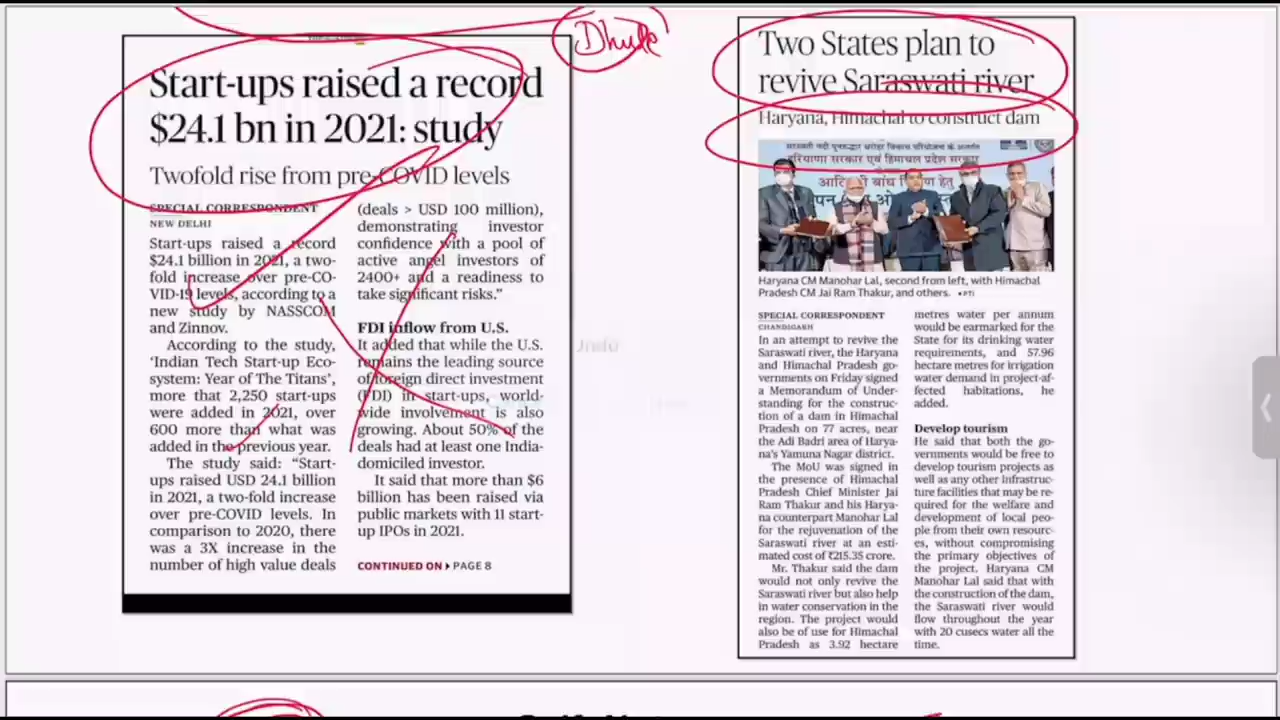 Dhule
Start-ups raised a record
$24.1 bn in 2021: study
Twofold rise from pre-COVID levels
SPECIAL CORRESPONDENT
NEW DELHI
Start-ups raised a record
$24.1 billion in 2021, a two-
fold increase over pre-CO-
VID-19 levels, according to a
new study by NASSCOM
and Zinnov.
According to the study,
‘Indian Tech Start-up Eco-
system: Year of The Titans’,
more that 2,250 start-ups
were added in 2021, over
600 more than what was
added in the previous year.
The study said: “Start-
ups raised USD 24.1 billion
in 2021, a two-fold increase
over pre-COVID levels. In
comparison to 2020, there
was a 3X increase in the
number of high value deals
(deals > USD 100 million),
demonstrating investor
confidence with a pool of
active angel investors of
2400+ and a readiness to
take significant risks.”
FDI inflow from U.S.
It added that while the U.S.
remains the leading source
of foreign direct investment
(FDI) in start-ups, world-
wide involvement is also
growing. About 50% of the
deals had at least one India-
domiciled investor.
It said that more than $6
billion has been raised via
public markets with 11 start-
up IPOs in 2021.
CONTINUED ON PAGE 8
Two States plan to
revive Saraswati river
Haryana, Himachal to construct dam
हरियाणा सरकार एवं हिमाचल प्रदेश सरकार
Haryana CM Manohar Lal, second from left, with Himachal
Pradesh CM Jai Ram Thakur, and others. • PTI
SPECIAL CORRESPONDENT
CHANDIGARH
In an attempt to revive the
Saraswati river, the Haryana
and Himachal Pradesh go-
vernments on Friday signed
a Memorandum of Under-
standing for the construc-
tion of a dam in Himachal
Pradesh on 77 acres, near
the Adi Badri area of Harya-
na’s Yamuna Nagar district.
The MoU was signed in
the presence of Himachal
Pradesh Chief Minister Jai
Ram Thakur and his Harya-
na counterpart Manohar Lal
for the rejuvenation of the
Saraswati river at an esti-
mated cost of ₹215.35 crore.
Mr. Thakur said the dam
would not only revive the
Saraswati river but also help
in water conservation in the
region. The project would
also be of use for Himachal
Pradesh as 3.92 hectare
metres water per annum
would be earmarked for the
State for its drinking water
requirements, and 57.96
hectare metres for irrigation
water demand in project-af-
fected habitations, he
added.
Develop tourism
He said that both the go-
vernments would be free to
develop tourism projects as
well as any other infrastruc-
ture facilities that may be re-
quired for the welfare and
development of local peo-
ple from their own resourc-
es, without compromising
the primary objectives of
the project. Haryana CM
Manohar Lal said that with
the construction of the dam,
the Saraswati river would
flow throughout the year
with 20 cusecs water all the
time.